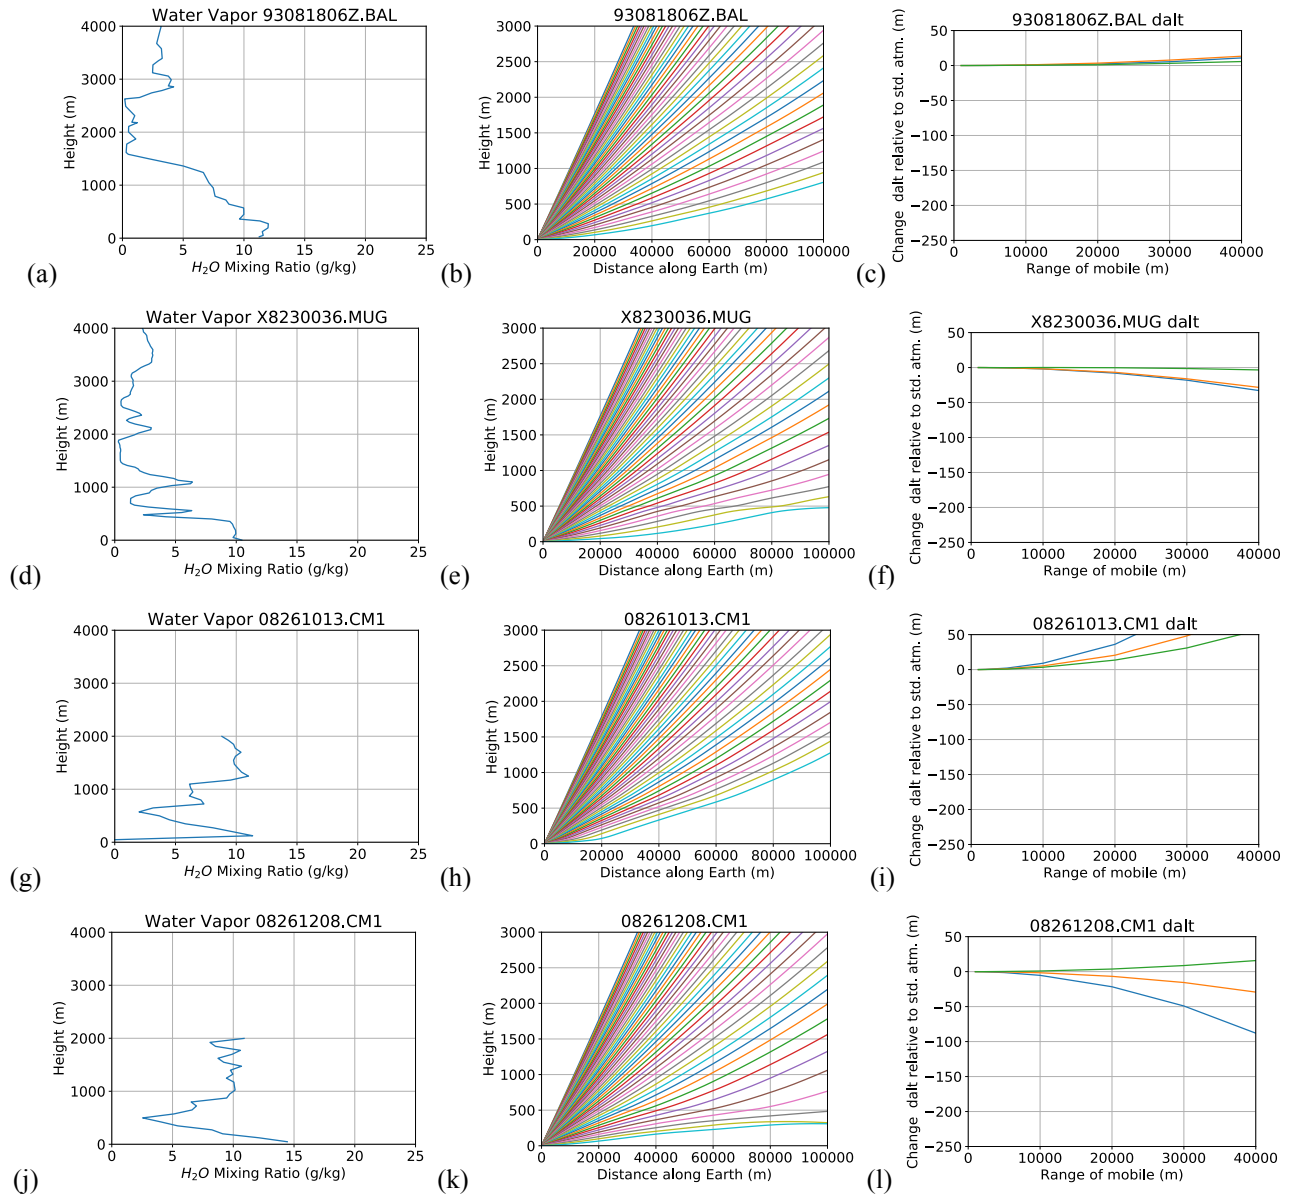 Water Vapor 93081806Z.BAL
4000
3000
2000
1000
0
Height (m)
0 5 10 15 20 25
H2O Mixing Ratio (g/kg)
(a)
93081806Z.BAL
3000
2500
2000
1500
1000
500
0
Height (m)
0 20000 40000 60000 80000 100000
Distance along Earth (m)
(b)
93081806Z.BAL dalt
50
0
−50
−100
−150
−200
−250
Change dalt relative to std. atm. (m)
0 10000 20000 30000 40000
Range of mobile (m)
(c)
Water Vapor X8230036.MUG
4000
3000
2000
1000
0
Height (m)
0 5 10 15 20 25
H2O Mixing Ratio (g/kg)
(d)
X8230036.MUG
3000
2500
2000
1500
1000
500
0
Height (m)
0 20000 40000 60000 80000 100000
Distance along Earth (m)
(e)
X8230036.MUG dalt
50
0
−50
−100
−150
−200
−250
Change dalt relative to std. atm. (m)
0 10000 20000 30000 40000
Range of mobile (m)
(f)
Water Vapor 08261013.CM1
4000
3000
2000
1000
0
Height (m)
0 5 10 15 20 25
H2O Mixing Ratio (g/kg)
(g)
08261013.CM1
3000
2500
2000
1500
1000
500
0
Height (m)
0 20000 40000 60000 80000 100000
Distance along Earth (m)
(h)
08261013.CM1 dalt
50
0
−50
−100
−150
−200
−250
Change dalt relative to std. atm. (m)
0 10000 20000 30000 40000
Range of mobile (m)
(i)
Water Vapor 08261208.CM1
4000
3000
2000
1000
0
Height (m)
0 5 10 15 20 25
H2O Mixing Ratio (g/kg)
(j)
08261208.CM1
3000
2500
2000
1500
1000
500
0
Height (m)
0 20000 40000 60000 80000 100000
Distance along Earth (m)
(k)
08261208.CM1 dalt
50
0
−50
−100
−150
−200
−250
Change dalt relative to std. atm. (m)
0 10000 20000 30000 40000
Range of mobile (m)
(l)